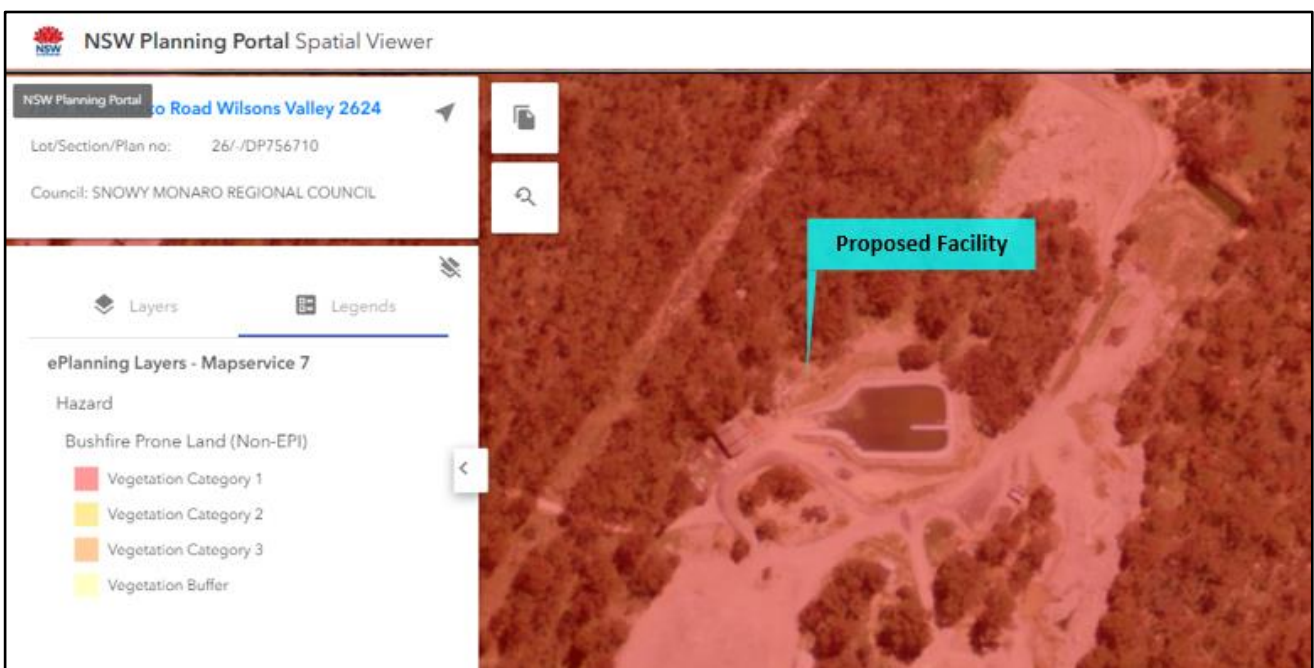 NSW
NSW Planning Portal Spatial Viewer
NSW Planning Portal
co Road Wilsons Valley 2624
Lot/Section/Plan no: 26/-/DP756710
Council: SNOWY MONARO REGIONAL COUNCIL
Layers Legends
ePlanning Layers - Mapservice 7
Hazard
Bushfire Prone Land (Non-EPI)
Vegetation Category 1
Vegetation Category 2
Vegetation Category 3
Vegetation Buffer
Proposed Facility